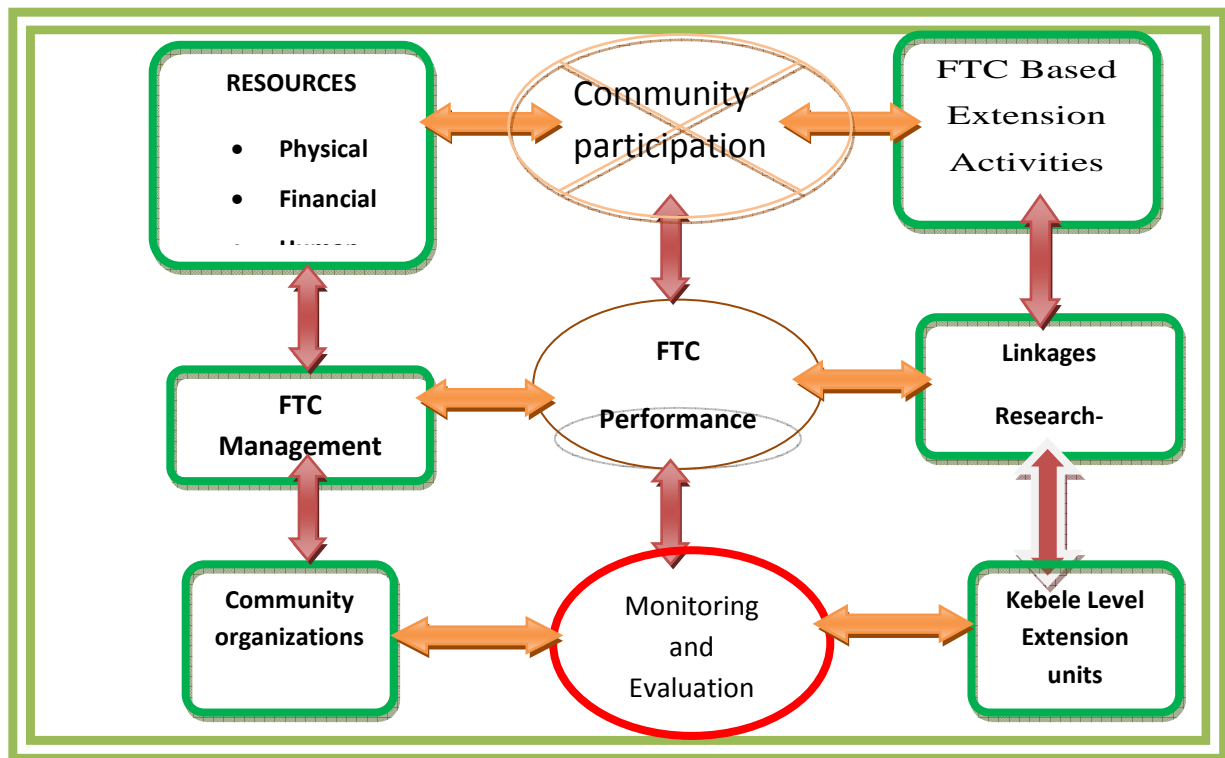 RESOURCES
• Physical
• Financial
Community
participation
FTC Based
Extension
Activities
FTC
Management
FTC
Performance
Linkages
Research-
Community
organizations
Monitoring
and
Evaluation
Kebele Level
Extension
units